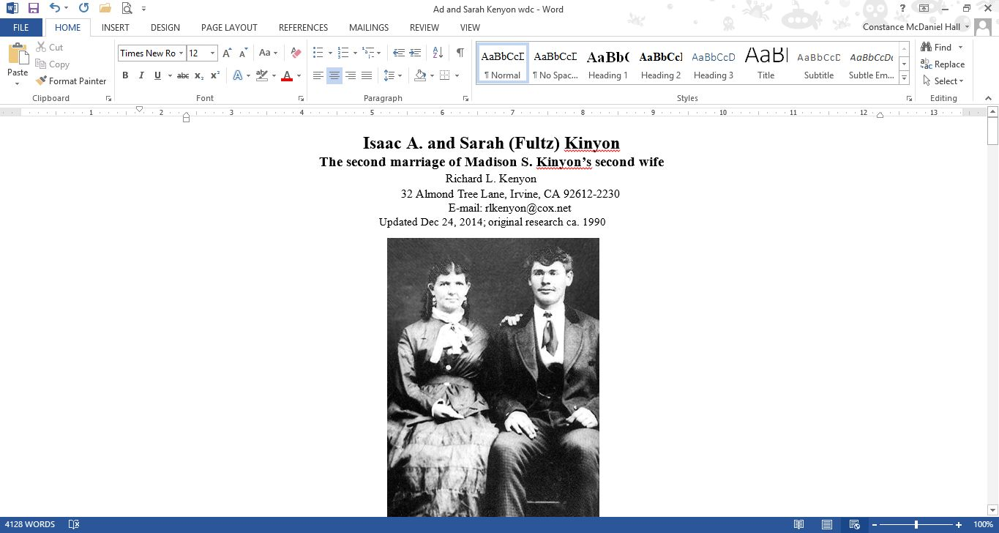 Ad and Sarah Kenyon wdc - Word
FILE HOME INSERT DESIGN PAGE LAYOUT REFERENCES MAILINGS REVIEW VIEW Constance McDaniel Hall
Paste
Cut
Copy
Format Painter
Clipboard
Times New Ro 12
Font
Paragraph
AaBbCcD AaBbCcD AaBb( AaBbCcI AaBbCcD AaBI AaBbCcD AaBbCcDc
¶ Normal ¶ No Spac... Heading 1 Heading 2 Heading 3 Title Subtitle Subtle Em...
Styles
Find
Replace
Select
Editing
1 2 3 4 5 6 7 8 9 10 11 12 13
Isaac A. and Sarah (Fultz) Kinyon
The second marriage of Madison S. Kinyon’s second wife
Richard L. Kenyon
32 Almond Tree Lane, Irvine, CA 92612-2230
E-mail: rlkenyon@cox.net
Updated Dec 24, 2014; original research ca. 1990
4128 WORDS
100%